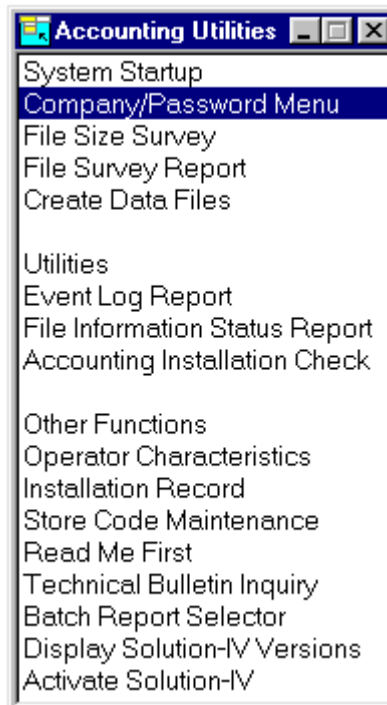 Accounting Utilities
System Startup
Company/Password Menu
File Size Survey
File Survey Report
Create Data Files
Utilities
Event Log Report
File Information Status Report
Accounting Installation Check
Other Functions
Operator Characteristics
Installation Record
Store Code Maintenance
Read Me First
Technical Bulletin Inquiry
Batch Report Selector
Display Solution-IV Versions
Activate Solution-IV